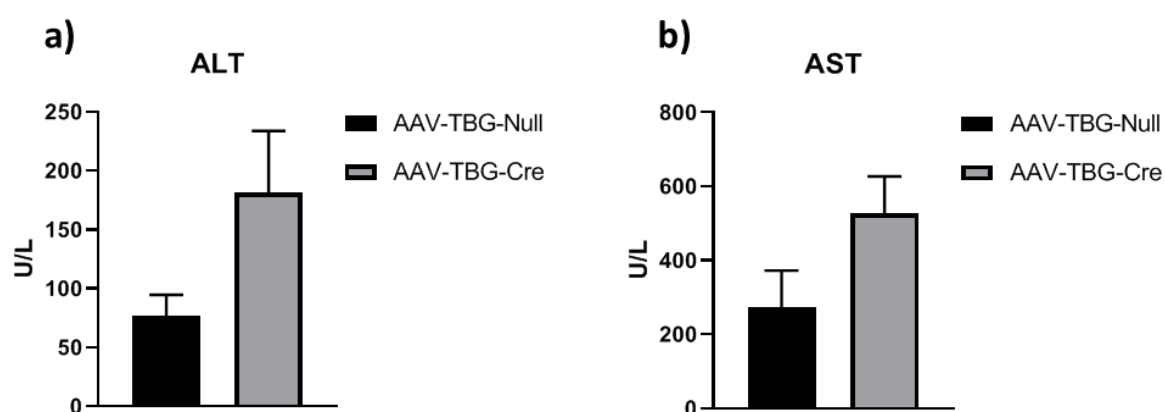 a)
ALT
250
200
150
100
50
0
U/L
AAV-TBG-Null
AAV-TBG-Cre
b)
AST
800
600
400
200
0
U/L
AAV-TBG-Null
AAV-TBG-Cre